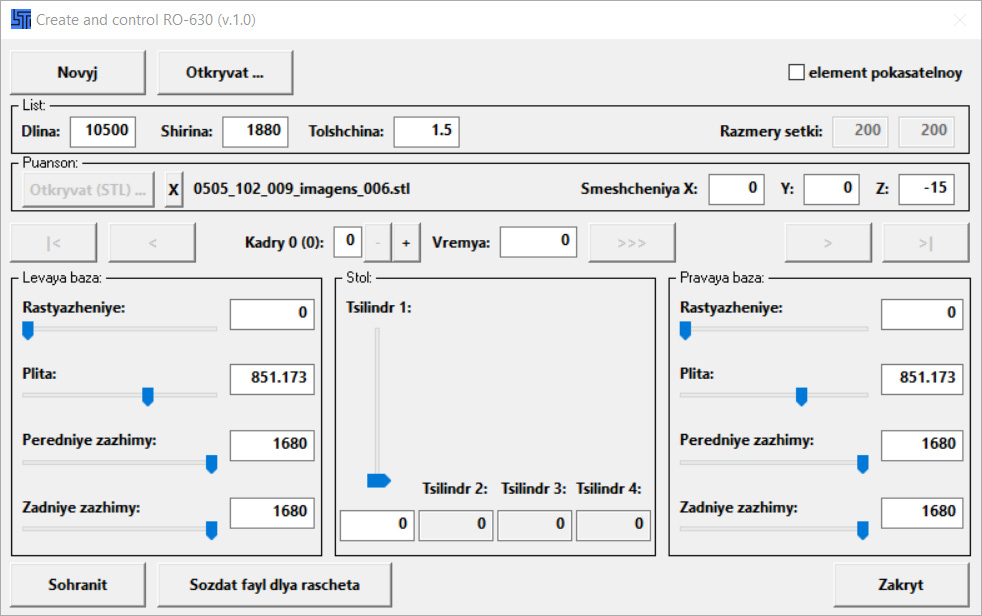 Create and control RO-630 (v.1.0)
Novyj Otkryvat ... element pokasatelnoy
List:
Dlina: 10500 Shirina: 1880 Tolshchina: 1.5 Razmery setki: 200 200
Puanson:
Otkryvat (STL) ... X 0505_102_009_imagens_006.stl Smeshcheniya X: 0 Y: 0 Z: -15
|< < Kadry 0 (0): 0 - + Vremya: 0 >>> > >|
Levaya baza: Stol: Pravaya baza:
Rastyazheniye: 0 Tsilindr 1: Rastyazheniye: 0
Plita: 851.173 Plita: 851.173
Peredniye zazhimy: 1680 Peredniye zazhimy: 1680
Tsilindr 2: Tsilindr 3: Tsilindr 4:
Zadniye zazhimy: 1680 0 0 0 0 Zadniye zazhimy: 1680
Sohranit Sozdat fayl dlya rascheta Zakryt